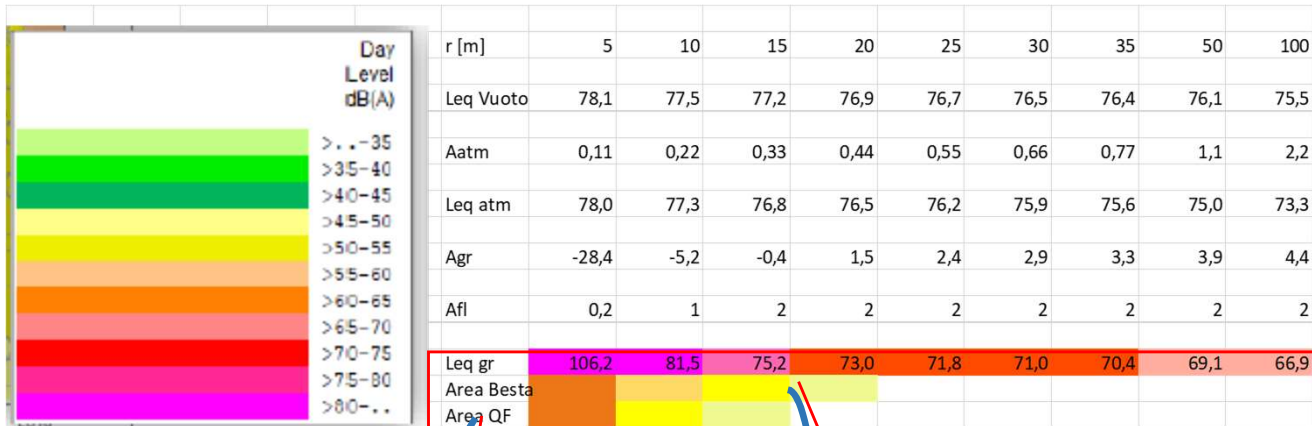 Day
Level
dB(A)
>..-35
>35-40
>40-45
>45-50
>50-55
>55-60
>60-65
>65-70
>70-75
>75-80
>80-..
r [m] 5 10 15 20 25 30 35 50 100
Leq Vuoto 78,1 77,5 77,2 76,9 76,7 76,5 76,4 76,1 75,5
Aatm 0,11 0,22 0,33 0,44 0,55 0,66 0,77 1,1 2,2
Leq atm 78,0 77,3 76,8 76,5 76,2 75,9 75,6 75,0 73,3
Agr -28,4 -5,2 -0,4 1,5 2,4 2,9 3,3 3,9 4,4
Afl 0,2 1 2 2 2 2 2 2 2
Leq gr 106,2 81,5 75,2 73,0 71,8 71,0 70,4 69,1 66,9
Area Besta
Area QF